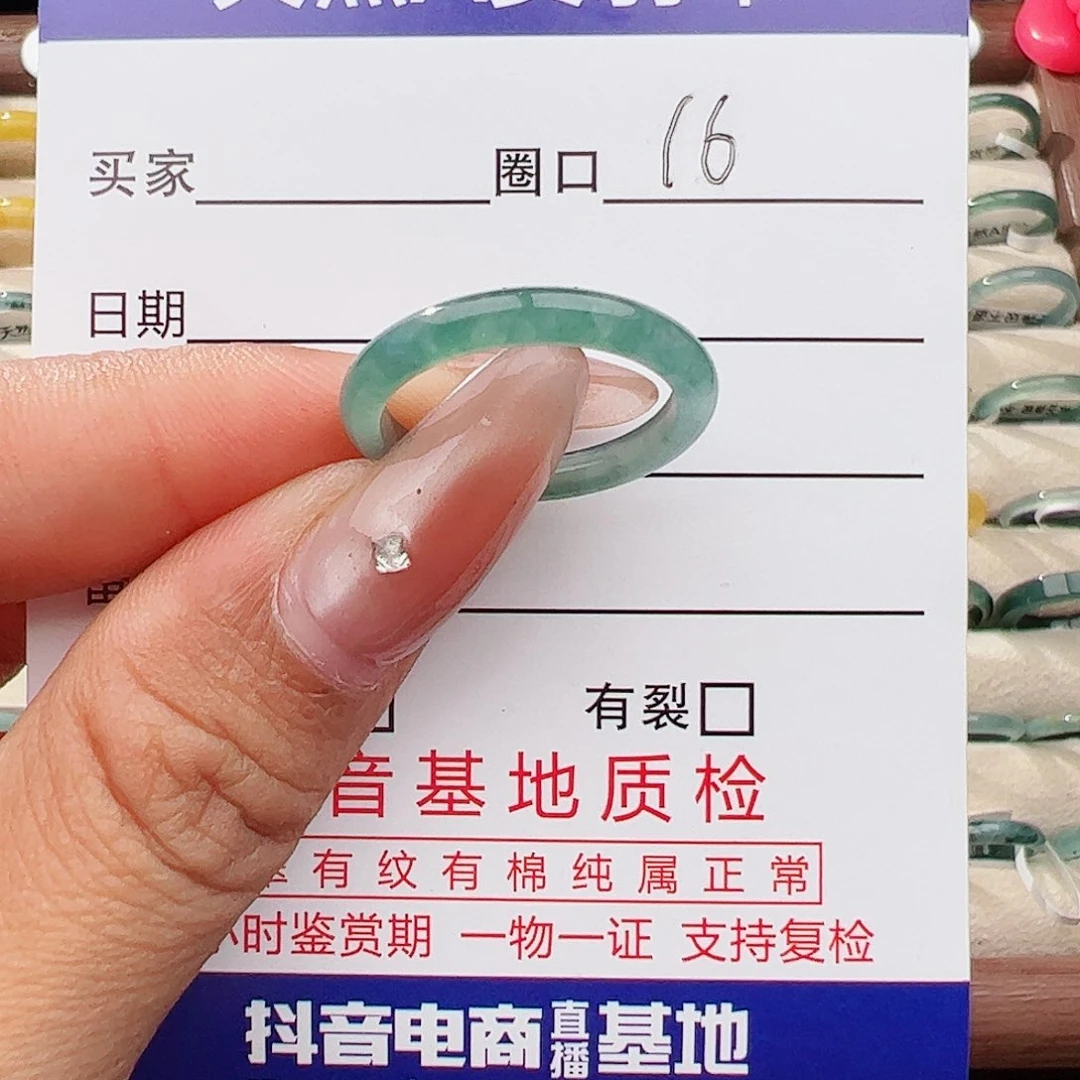 买家 圈口 16
日期
有裂
音基地质检
有纹有棉纯属正常
小时鉴赏期 一物一证 支持复检
抖音电商直播基地